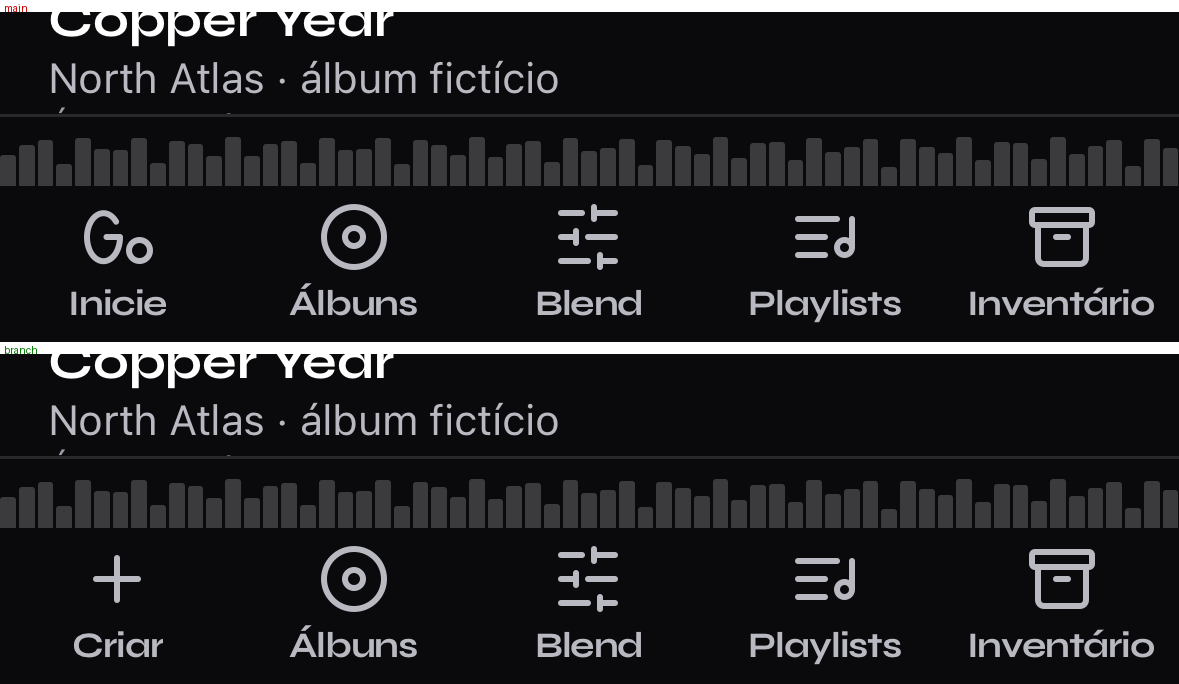 main
Copper Year
North Atlas · álbum fictício
Go
Inicie
Álbuns
Blend
Playlists
Inventário
branch
Copper Year
North Atlas · álbum fictício
Criar
Álbuns
Blend
Playlists
Inventário